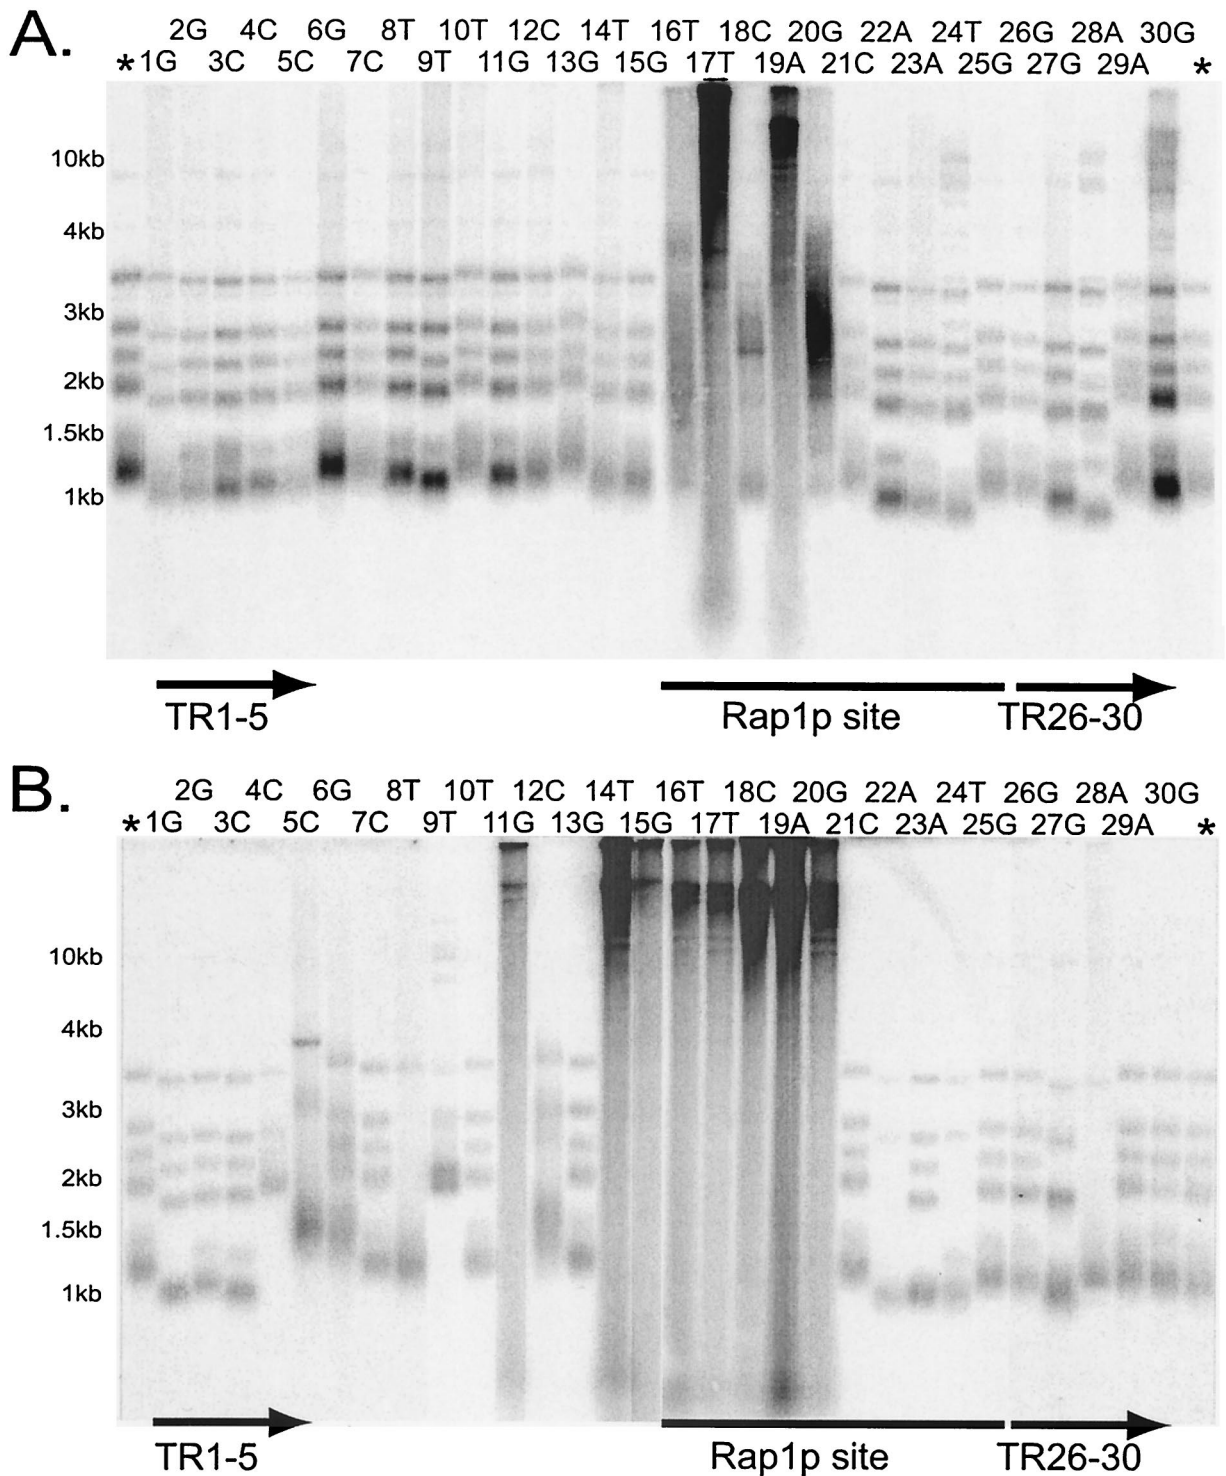 A.
2G 4C 6G 8T 10T 12C 14T 16T 18C 20G 22A 24T 26G 28A 30G
* 1G 3C 5C 7C 9T 11G 13G 15G 17T 19A 21C 23A 25G 27G 29A *
10kb
4kb
3kb
2kb
1.5kb
1kb
TR1-5 Rap1p site TR26-30
B.
2G 4C 6G 8T 10T 12C 14T 16T 18C 20G 22A 24T 26G 28A 30G
* 1G 3C 5C 7C 9T 11G 13G 15G 17T 19A 21C 23A 25G 27G 29A *
10kb
4kb
3kb
2kb
1.5kb
1kb
TR1-5 Rap1p site TR26-30